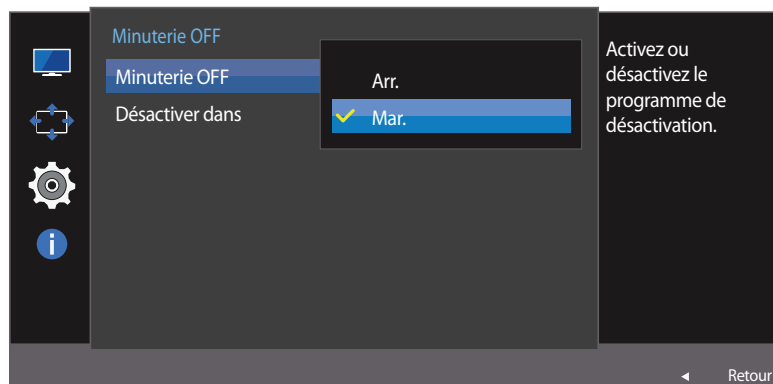 Minuterie OFF
Minuterie OFF
Désactiver dans
Arr.
Mar.
Activez ou
désactivez le
programme de
désactivation.
Retour